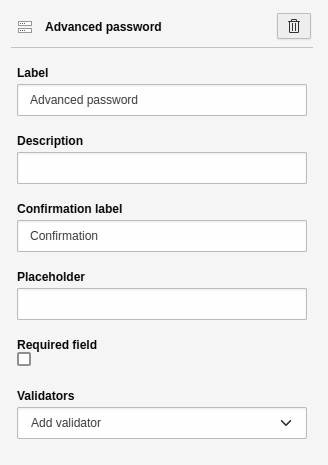 Advanced password
Label
Advanced password
Description
Confirmation label
Confirmation
Placeholder
Required field
Validators
Add validator